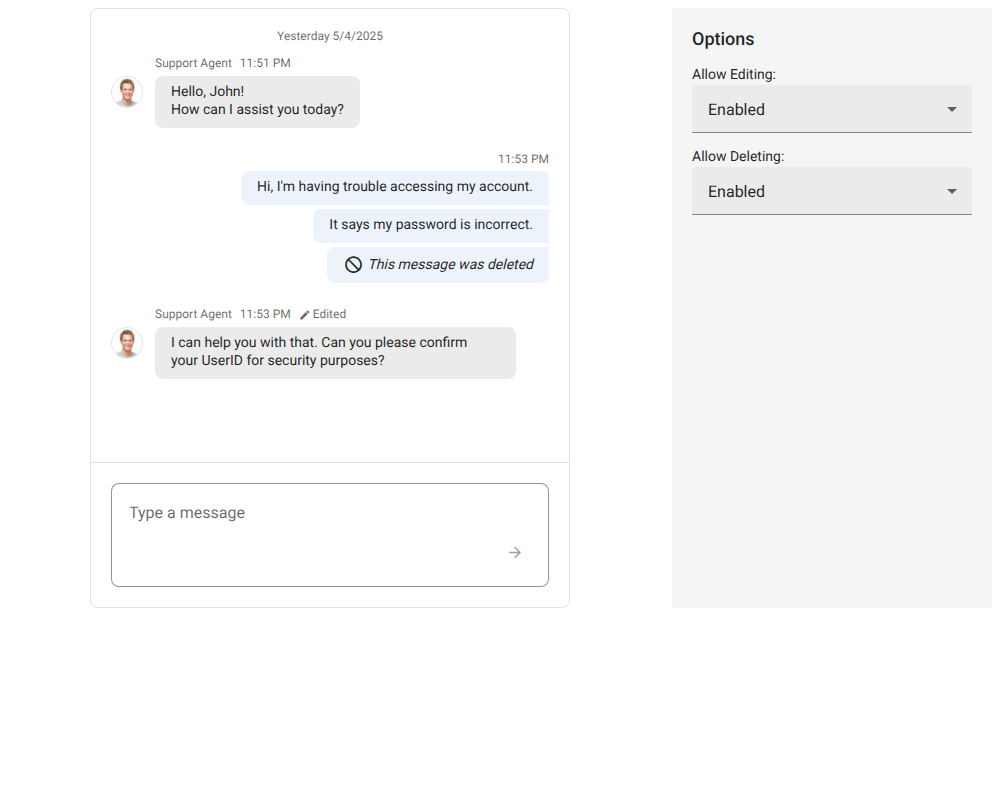 Yesterday 5/4/2025
Support Agent 11:51 PM
Hello, John!
How can I assist you today?
11:53 PM
Hi, I'm having trouble accessing my account.
It says my password is incorrect.
This message was deleted
Support Agent 11:53 PM Edited
I can help you with that. Can you please confirm
your UserID for security purposes?
Type a message
Options
Allow Editing:
Enabled
Allow Deleting:
Enabled